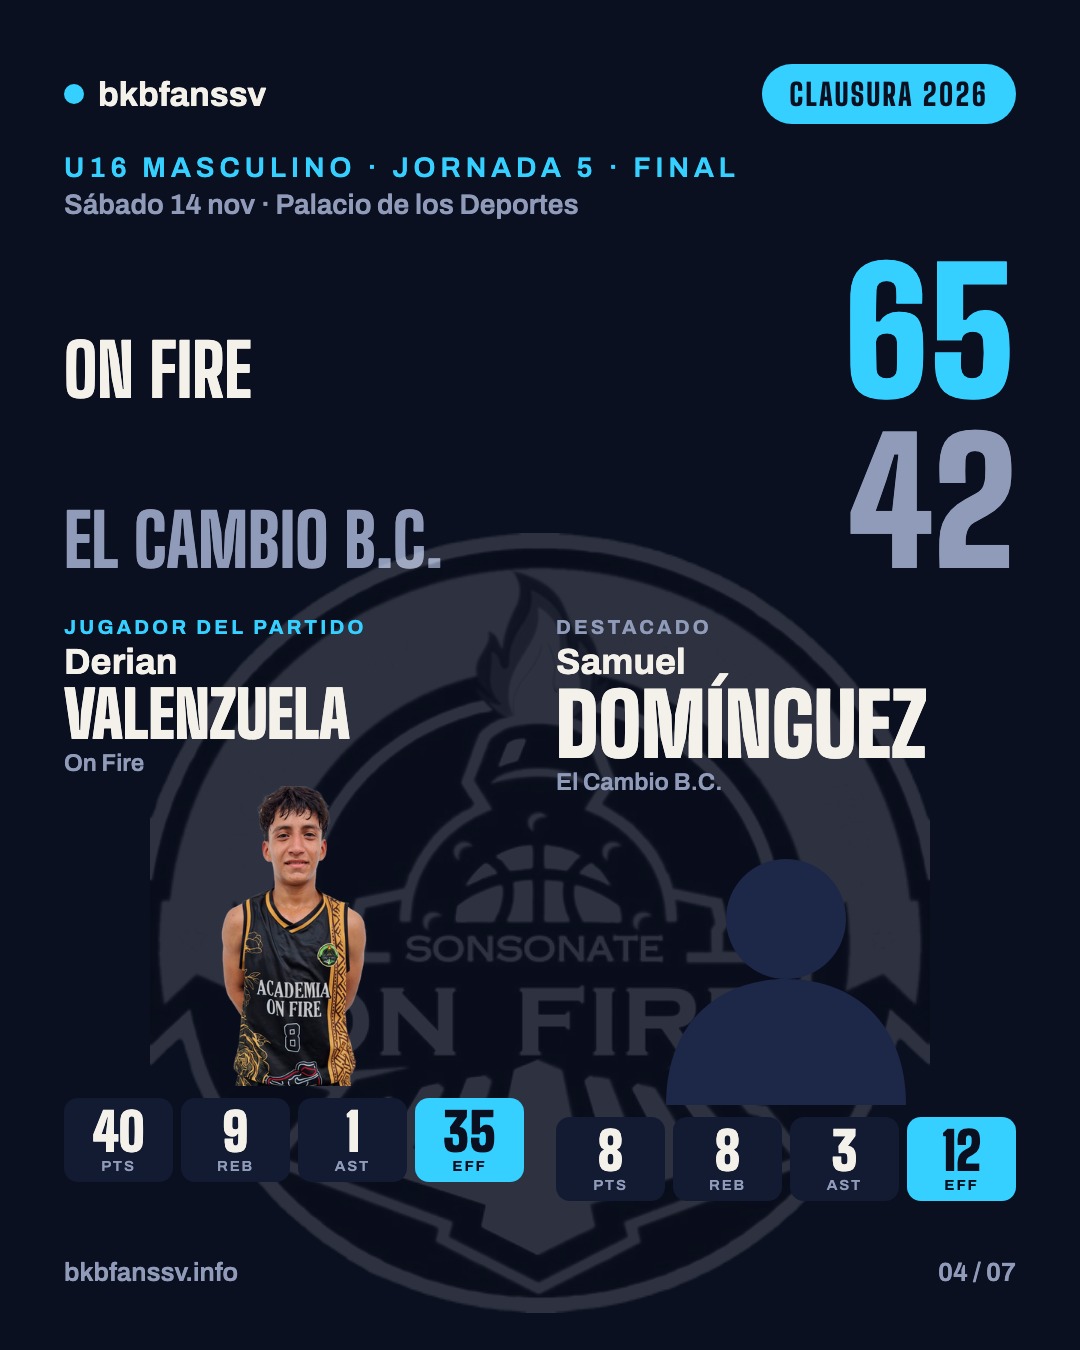 bkbfanssv
CLAUSURA 2026
U16 MASCULINO · JORNADA 5 · FINAL
Sábado 14 nov · Palacio de los Deportes
ON FIRE
65
EL CAMBIO B.C.
42
JUGADOR DEL PARTIDO
Derian
VALENZUELA
On Fire
DESTACADO
Samuel
DOMÍNGUEZ
El Cambio B.C.
SONSONATE
ON FIRE
ACADEMIA
ON FIRE
8
40
PTS
9
REB
1
AST
35
EFF
8
PTS
8
REB
3
AST
12
EFF
bkbfanssv.info
04 / 07